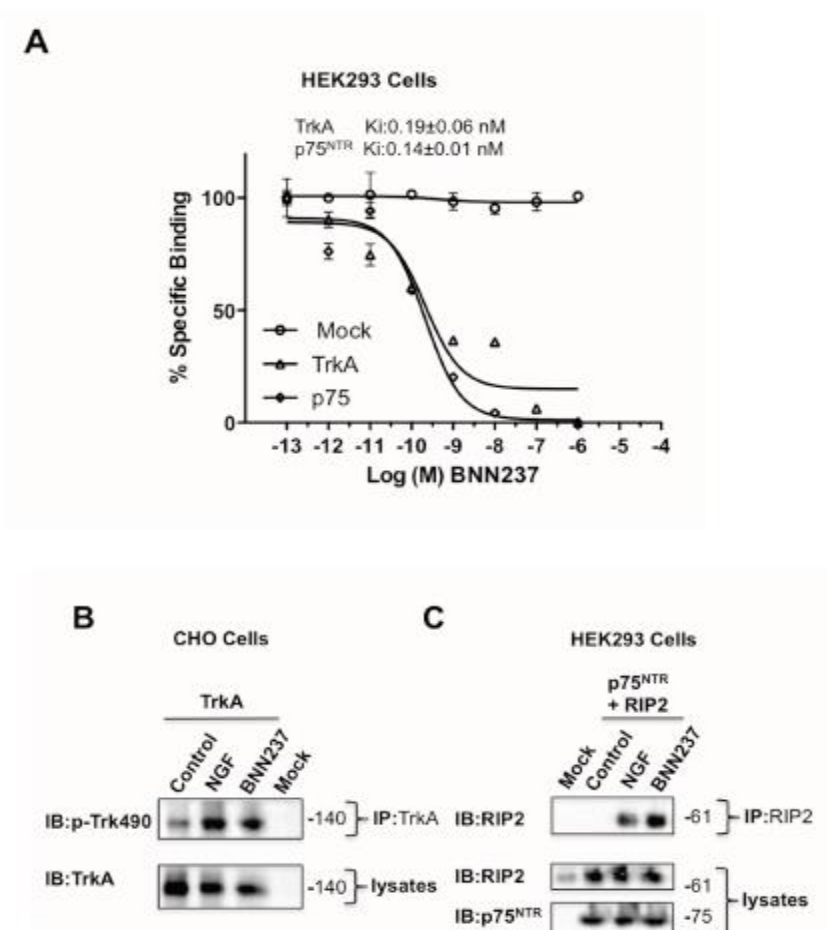 A
HEK293 Cells
TrkA Ki:0.19±0.06 nM
p75NTR Ki:0.14±0.01 nM
% Specific Binding
100
50
0
Mock
TrkA
p75
-13 -12 -11 -10 -9 -8 -7 -6 -5 -4
Log (M) BNN237
B
CHO Cells
TrkA
Control NGF BNN237 Mock
IB:p-Trk490 -140 IP:TrkA
IB:TrkA -140 lysates
C
HEK293 Cells
p75NTR
+ RIP2
Mock Control NGF BNN237
IB:RIP2 -61 IP:RIP2
IB:RIP2 -61
lysates
IB:p75NTR -75